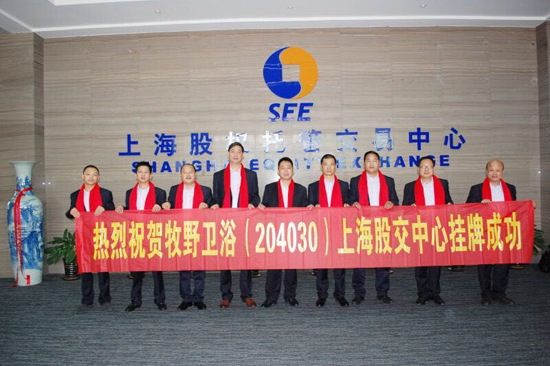 SEE
上海股权托管交易中心
SHANGHAI EQUITY EXCHANGE
热烈祝贺牧野卫浴（204030）上海股交中心挂牌成功